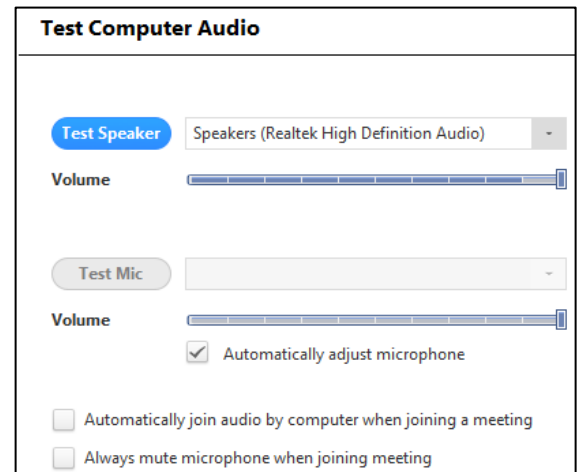 Test Computer Audio
Test Speaker Speakers (Realtek High Definition Audio)
Volume
Test Mic
Volume
Automatically adjust microphone
Automatically join audio by computer when joining a meeting
Always mute microphone when joining meeting